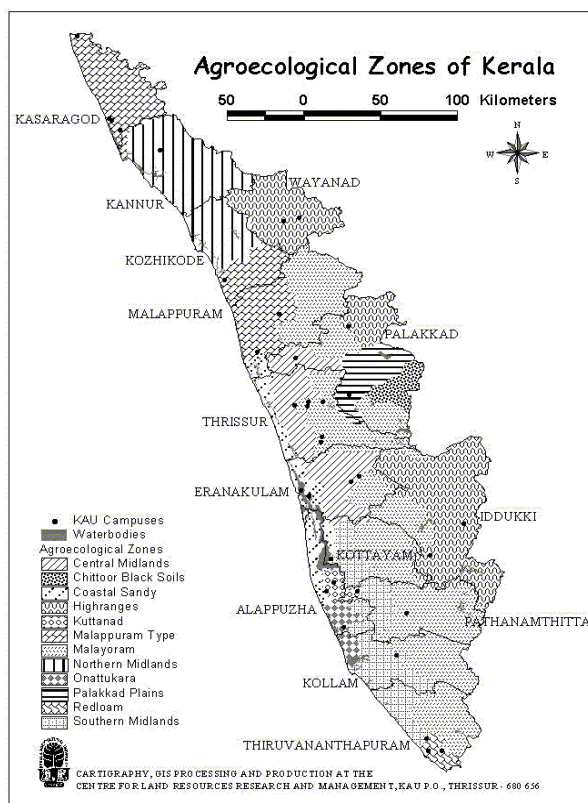 Agroecological Zones of Kerala
50 0 50 100 Kilometers
N
W E
S
KASARAGOD
WAYANAD
KANNUR
KOZHIKODE
MALAPPURAM
PALAKKAD
THRISSUR
ERANAKULAM
IDDUKKI
KOTTAYAM
ALAPPUZHA
PATHANAMTHITTA
KOLLAM
THIRUVANANTHAPURAM
KAU Campuses
Waterbodies
Agroecological Zones
Central Midlands
Chittoor Black Soils
Coastal Sandy
Highranges
Kuttanad
Malappuram Type
Malayoram
Northern Midlands
Onattukara
Palakkad Plains
Redloam
Southern Midlands
CARTIGRAPHY, GIS PROCESSING AND PRODUCTION AT THE
CENTRE FOR LAND RESOURCES RESEARCH AND MANAGEMENT, KAU P.O., THRISSUR - 680 656